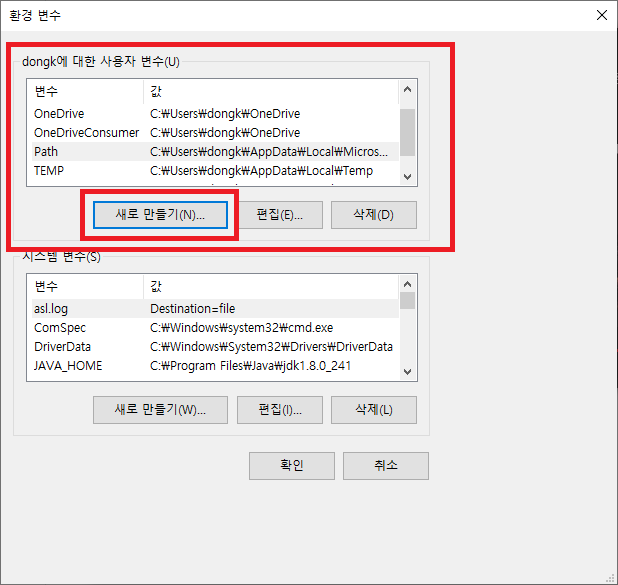 환경 변수
dongk에 대한 사용자 변수(U)
변수 값
OneDrive C:₩Users₩dongk₩OneDrive
OneDriveConsumer C:₩Users₩dongk₩OneDrive
Path C:₩Users₩dongk₩AppData₩Local₩Micros...
TEMP C:₩Users₩dongk₩AppData₩Local₩Temp
새로 만들기(N)... 편집(E)... 삭제(D)
시스템 변수(S)
변수 값
asl.log Destination=file
ComSpec C:₩Windows₩system32₩cmd.exe
DriverData C:₩Windows₩System32₩Drivers₩DriverData
JAVA_HOME C:₩Program Files₩Java₩jdk1.8.0_241
새로 만들기(W)... 편집(I)... 삭제(L)
확인 취소